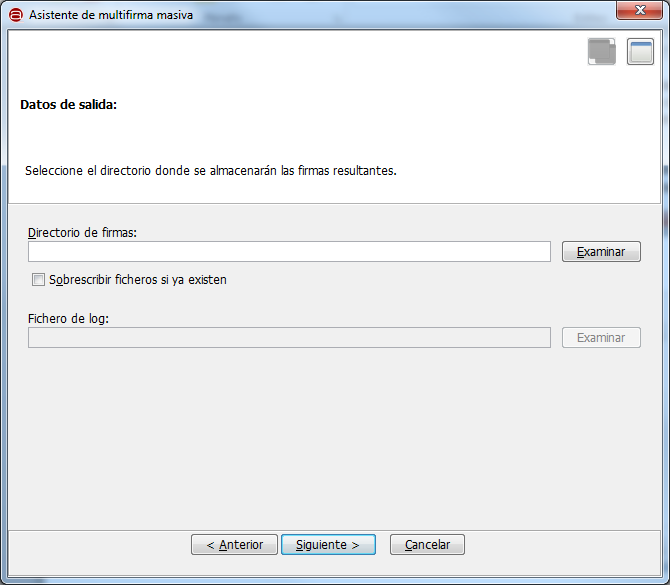 Asistente de multifirma masiva
Datos de salida:
Seleccione el directorio donde se almacenarán las firmas resultantes.
Directorio de firmas:
Examinar
Sobrescribir ficheros si ya existen
Fichero de log:
Examinar
< Anterior
Siguiente >
Cancelar